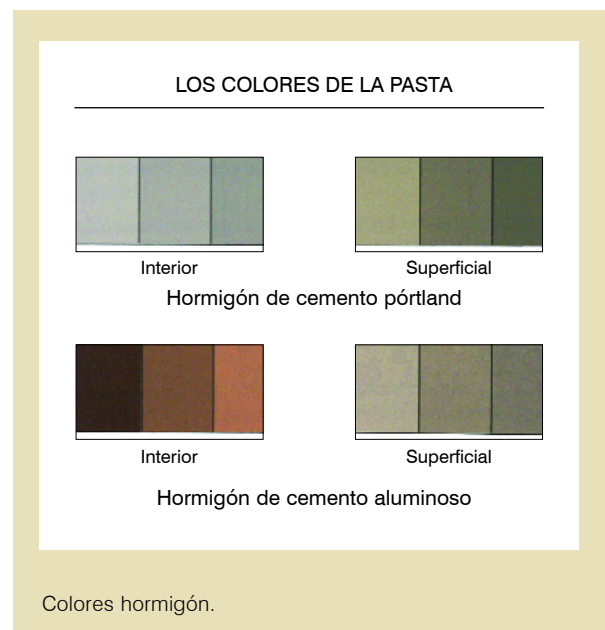 LOS COLORES DE LA PASTA
Interior
Superficial
Hormigón de cemento pórtland
Interior
Superficial
Hormigón de cemento aluminoso
Colores hormigón.